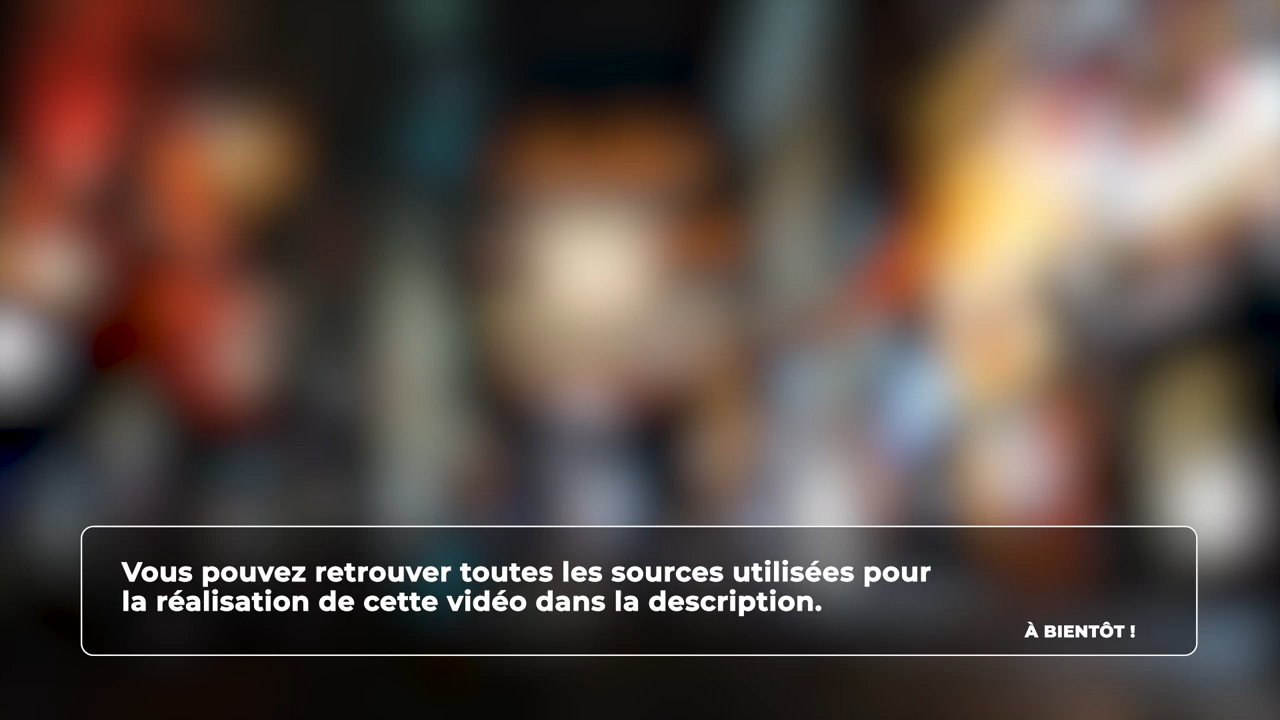 Vous pouvez retrouver toutes les sources utilisées pour
la réalisation de cette vidéo dans la description.
À BIENTÔT !